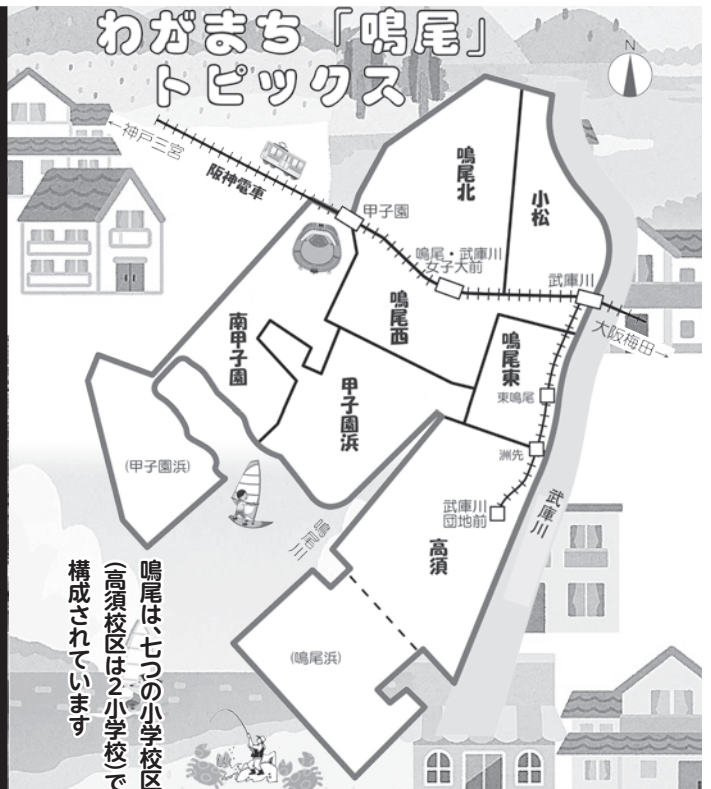 わがまち「鳴尾」
トピックス
N
←神戸三宮
阪神電車
甲子園
鳴尾北
小松
鳴尾・武庫川
女子大前
武庫川
大阪梅田→
鳴尾西
鳴尾東
南甲子園
甲子園浜
東鳴尾
洲先
(甲子園浜)
武庫川
団地前
武庫川
鳴尾川
高須
(鳴尾浜)
鳴尾は、七つの小学校区
(高須校区は2小学校)で
構成されています